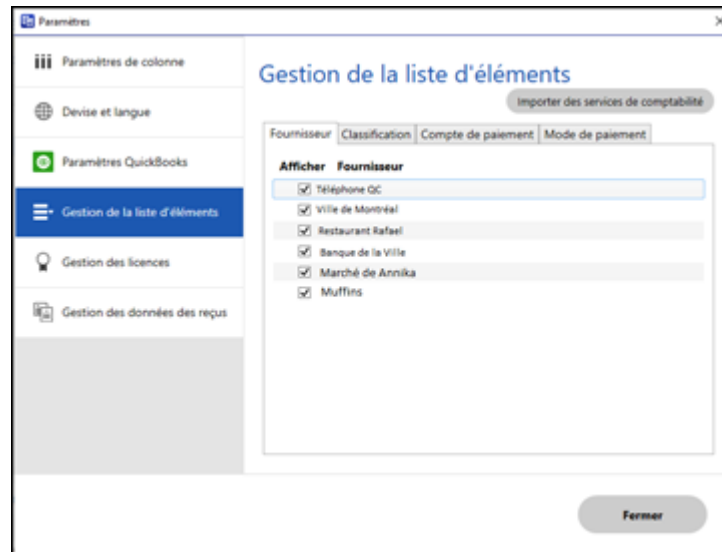 Paramètres
Paramètres de colonne
Devise et langue
Paramètres QuickBooks
Gestion de la liste d'éléments
Gestion des licences
Gestion des données des reçus
Gestion de la liste d'éléments
Importer des services de comptabilité
Fournisseur Classification Compte de paiement Mode de paiement
Afficher Fournisseur
Téléphone QC
Ville de Montréal
Restaurant Rafael
Banque de la Ville
Marché de Annika
Muffins
Fermer